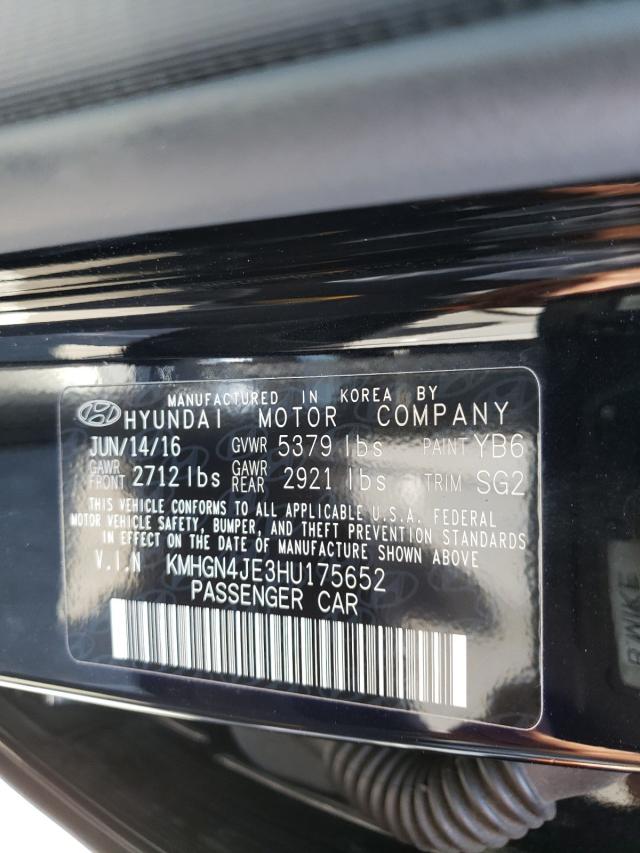 MANUFACTURED IN KOREA BY
HYUNDAI MOTOR COMPANY
JUN/14/16 GVWR 5379 lbs PAINT YB6
GAWR FRONT 2712 lbs GAWR REAR 2921 lbs TRIM SG2
THIS VEHICLE CONFORMS TO ALL APPLICABLE U.S.A. FEDERAL
MOTOR VEHICLE SAFETY, BUMPER, AND THEFT PREVENTION STANDARDS
IN EFFECT ON THE DATE OF MANUFACTURE SHOWN ABOVE.
V.I.N KMHGN4JE3HU175652
PASSENGER CAR